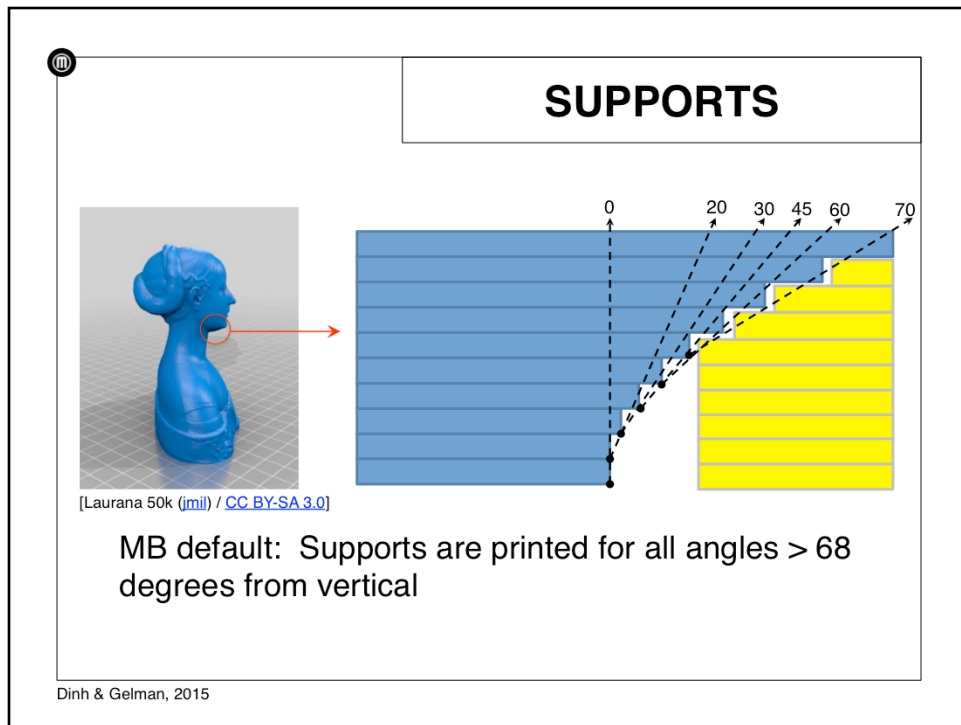 SUPPORTS
0 20 30 45 60 70
[Laurana 50k (jmil) / CC BY-SA 3.0]
MB default:  Supports are printed for all angles > 68
degrees from vertical
Dinh & Gelman, 2015